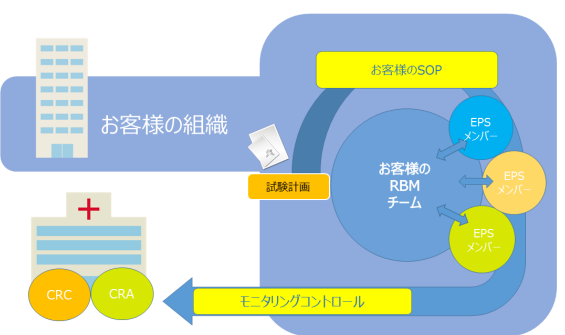 お客様のSOP
お客様の組織
EPS
メンバー
試験計画
お客様の
RBM
チーム
EPS
メンバー
EPS
メンバー
CRC
CRA
モニタリングコントロール